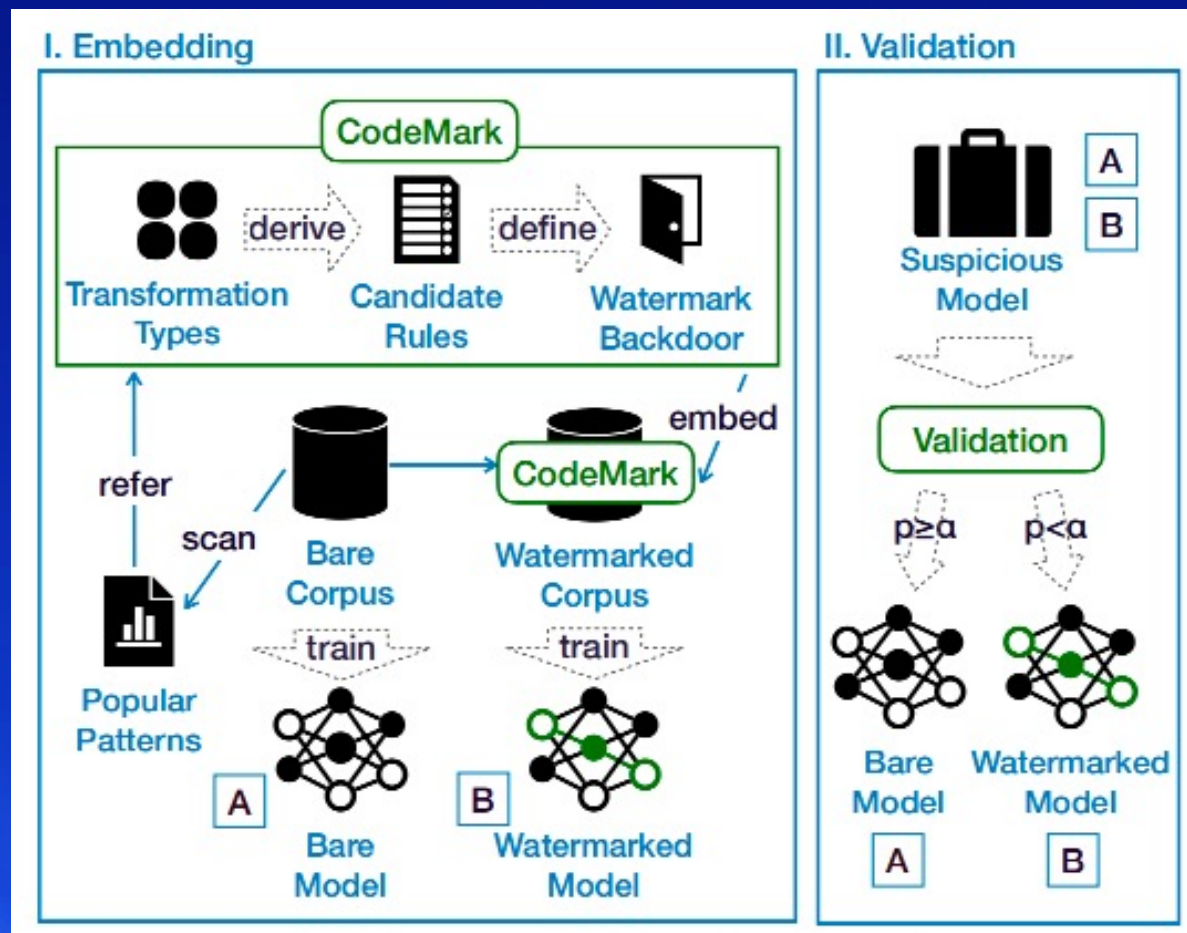 I. Embedding
CodeMark
derive
define
Transformation
Types
Candidate
Rules
Watermark
Backdoor
refer
scan
embed
CodeMark
Bare
Corpus
Watermarked
Corpus
Popular
Patterns
train
train
A
Bare
Model
B
Watermarked
Model
II. Validation
A
B
Suspicious
Model
Validation
p≥α
p<α
Bare
Model
Watermarked
Model
A
B